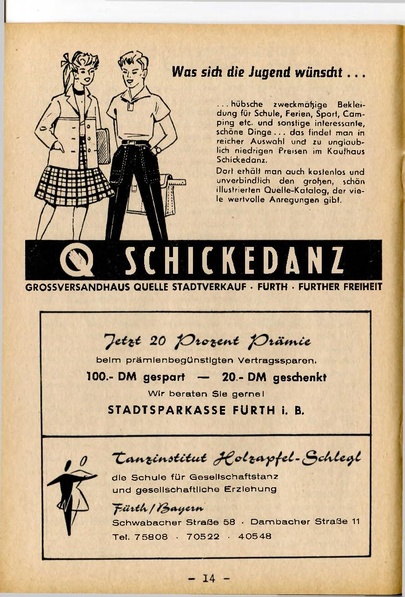 Was sich die Jugend wünscht ...
... hübsche zweckmäßige Beklei-
dung für Schule, Ferien, Sport, Cam-
ping etc. und sonstige interessante,
schöne Dinge ... das findet man in
reicher Auswahl und zu unglaub-
lich niedrigen Preisen im Kaufhaus
Schickedanz.
Dort erhält man auch kostenlos und
unverbindlich den großen, schön
illustrierten Quelle-Katalog, der vie-
le wertvolle Anregungen gibt.
Q SCHICKEDANZ
GROSSVERSANDHAUS QUELLE STADTVERKAUF · FÜRTH · FÜRTHER FREIHEIT
Jetzt 20 Prozent Prämie
beim prämienbegünstigten Vertragssparen.
100.- DM gespart — 20.- DM geschenkt
Wir beraten Sie gerne!
STADTSPARKASSE FÜRTH i. B.
Tanzinstitut Holzapfel-Schlegl
die Schule für Gesellschaftstanz
und gesellschaftliche Erziehung
Fürth/Bayern
Schwabacher Straße 58 · Dambacher Straße 11
Tel. 75808 · 70522 · 40548
- 14 -